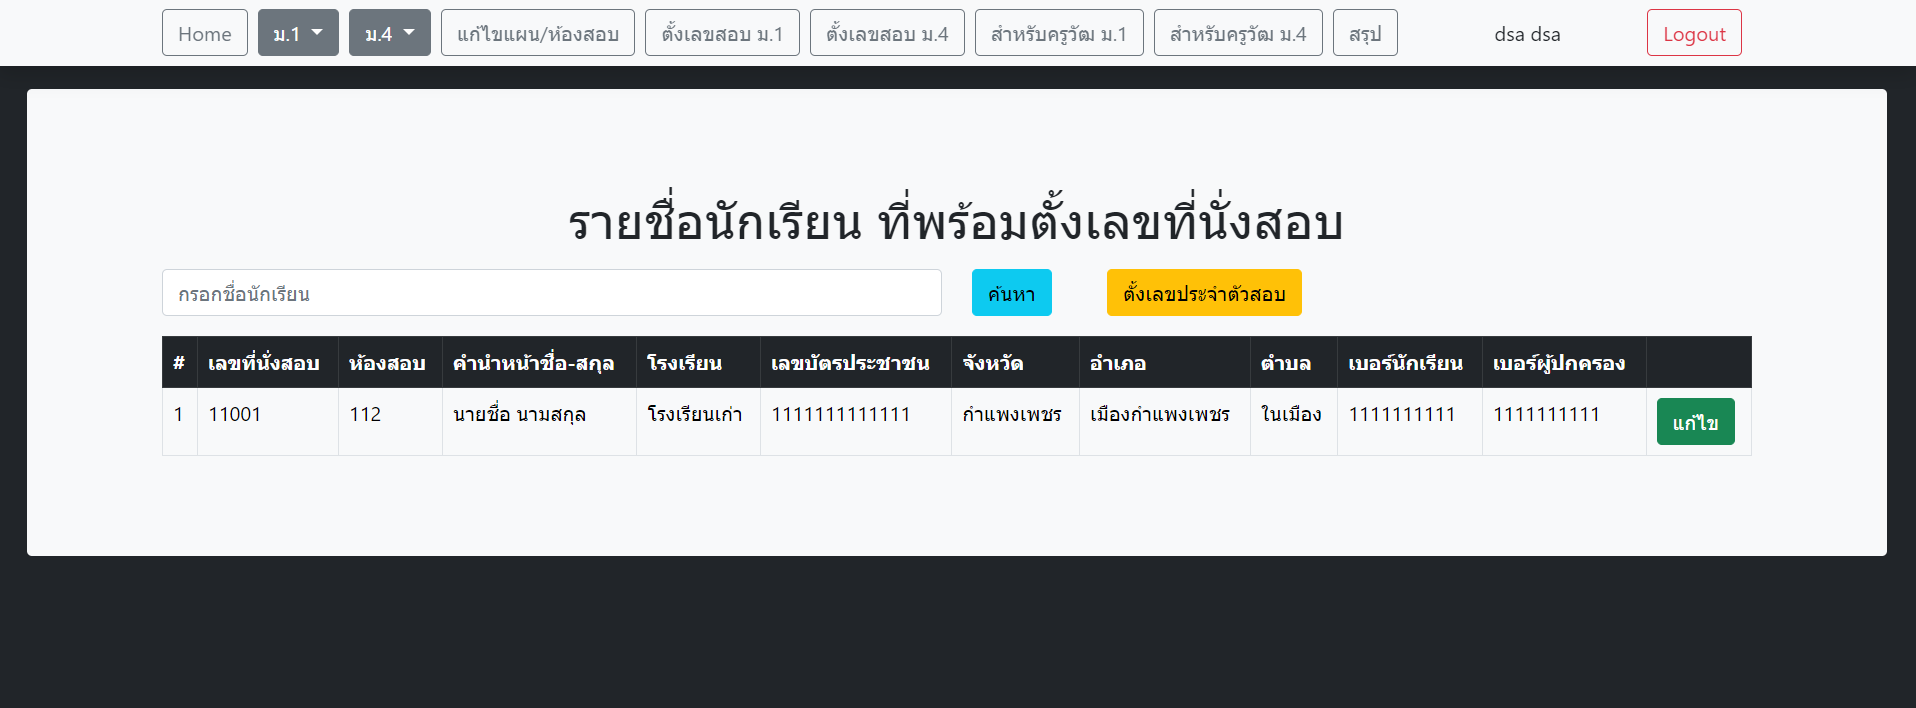 Home ม.1 ม.4 แก้ไขแผน/ห้องสอบ ตั้งเลขสอบ ม.1 ตั้งเลขสอบ ม.4 สำหรับครูวัฒ ม.1 สำหรับครูวัฒ ม.4 สรุป dsa dsa Logout
รายชื่อนักเรียน ที่พร้อมตั้งเลขที่นั่งสอบ
กรอกชื่อนักเรียน ค้นหา ตั้งเลขประจำตัวสอบ
# เลขที่นั่งสอบ ห้องสอบ คำนำหน้าชื่อ-สกุล โรงเรียน เลขบัตรประชาชน จังหวัด อำเภอ ตำบล เบอร์นักเรียน เบอร์ผู้ปกครอง
1 11001 112 นายชื่อ นามสกุล โรงเรียนเก่า 1111111111111 กำแพงเพชร เมืองกำแพงเพชร ในเมือง 1111111111 1111111111 แก้ไข